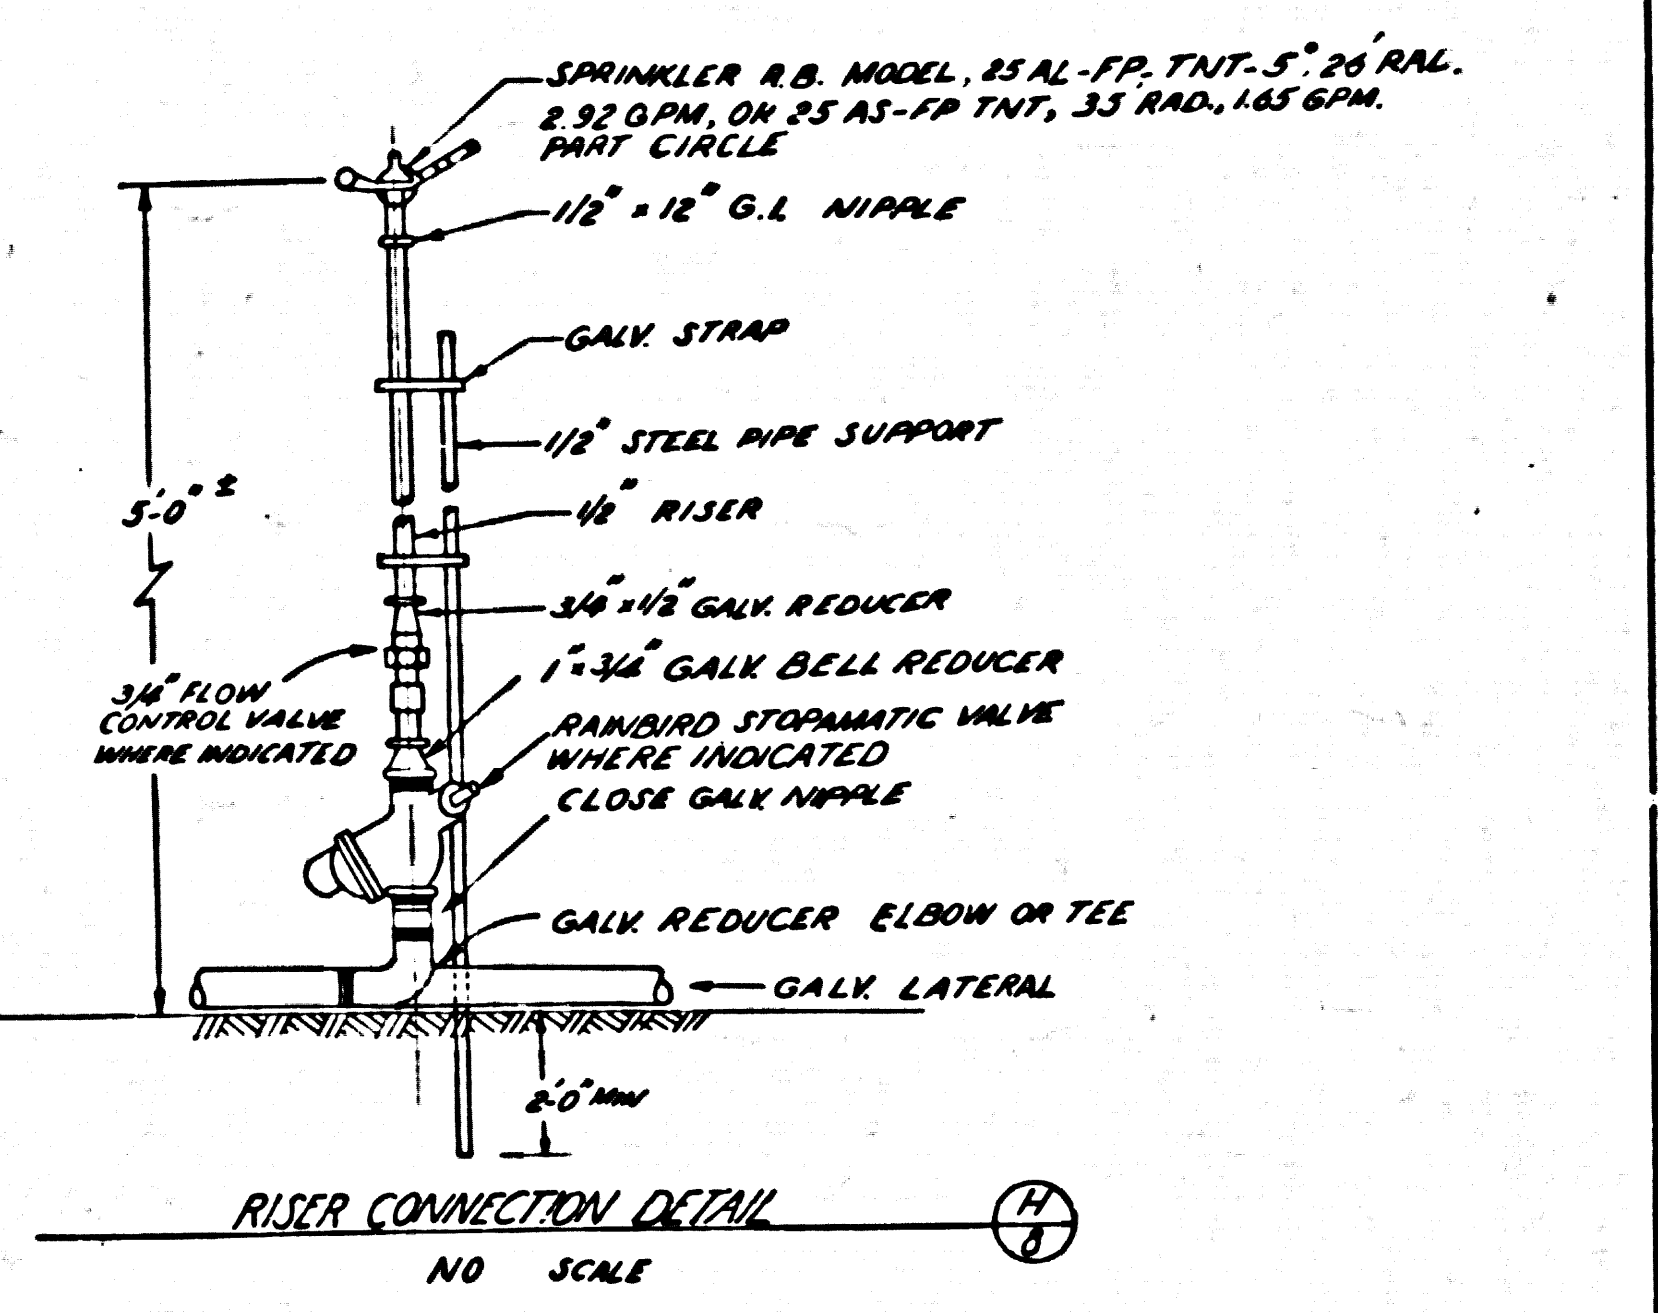 SPRINKLER R.B. MODEL, 25 AL-FP- TNT-5° 26' RAL.
2.92 GPM, OR 25 AS-FP TNT, 35 RAD., 1.65 GPM.
PART CIRCLE
1/2" x 12" G.I. NIPPLE
GALV. STRAP
1/2" STEEL PIPE SUPPORT
5'-0" ±
1/2" RISER
3/4" x 1/2" GALV. REDUCER
1" x 3/4" GALV. BELL REDUCER
3/4" FLOW
CONTROL VALVE
WHERE INDICATED
RAINBIRD STOPAMATIC VALVE
WHERE INDICATED
CLOSE GALV. NIPPLE
GALV. REDUCER ELBOW OR TEE
GALV. LATERAL
2'-0" MIN
RISER CONNECTION DETAIL
H
NO SCALE